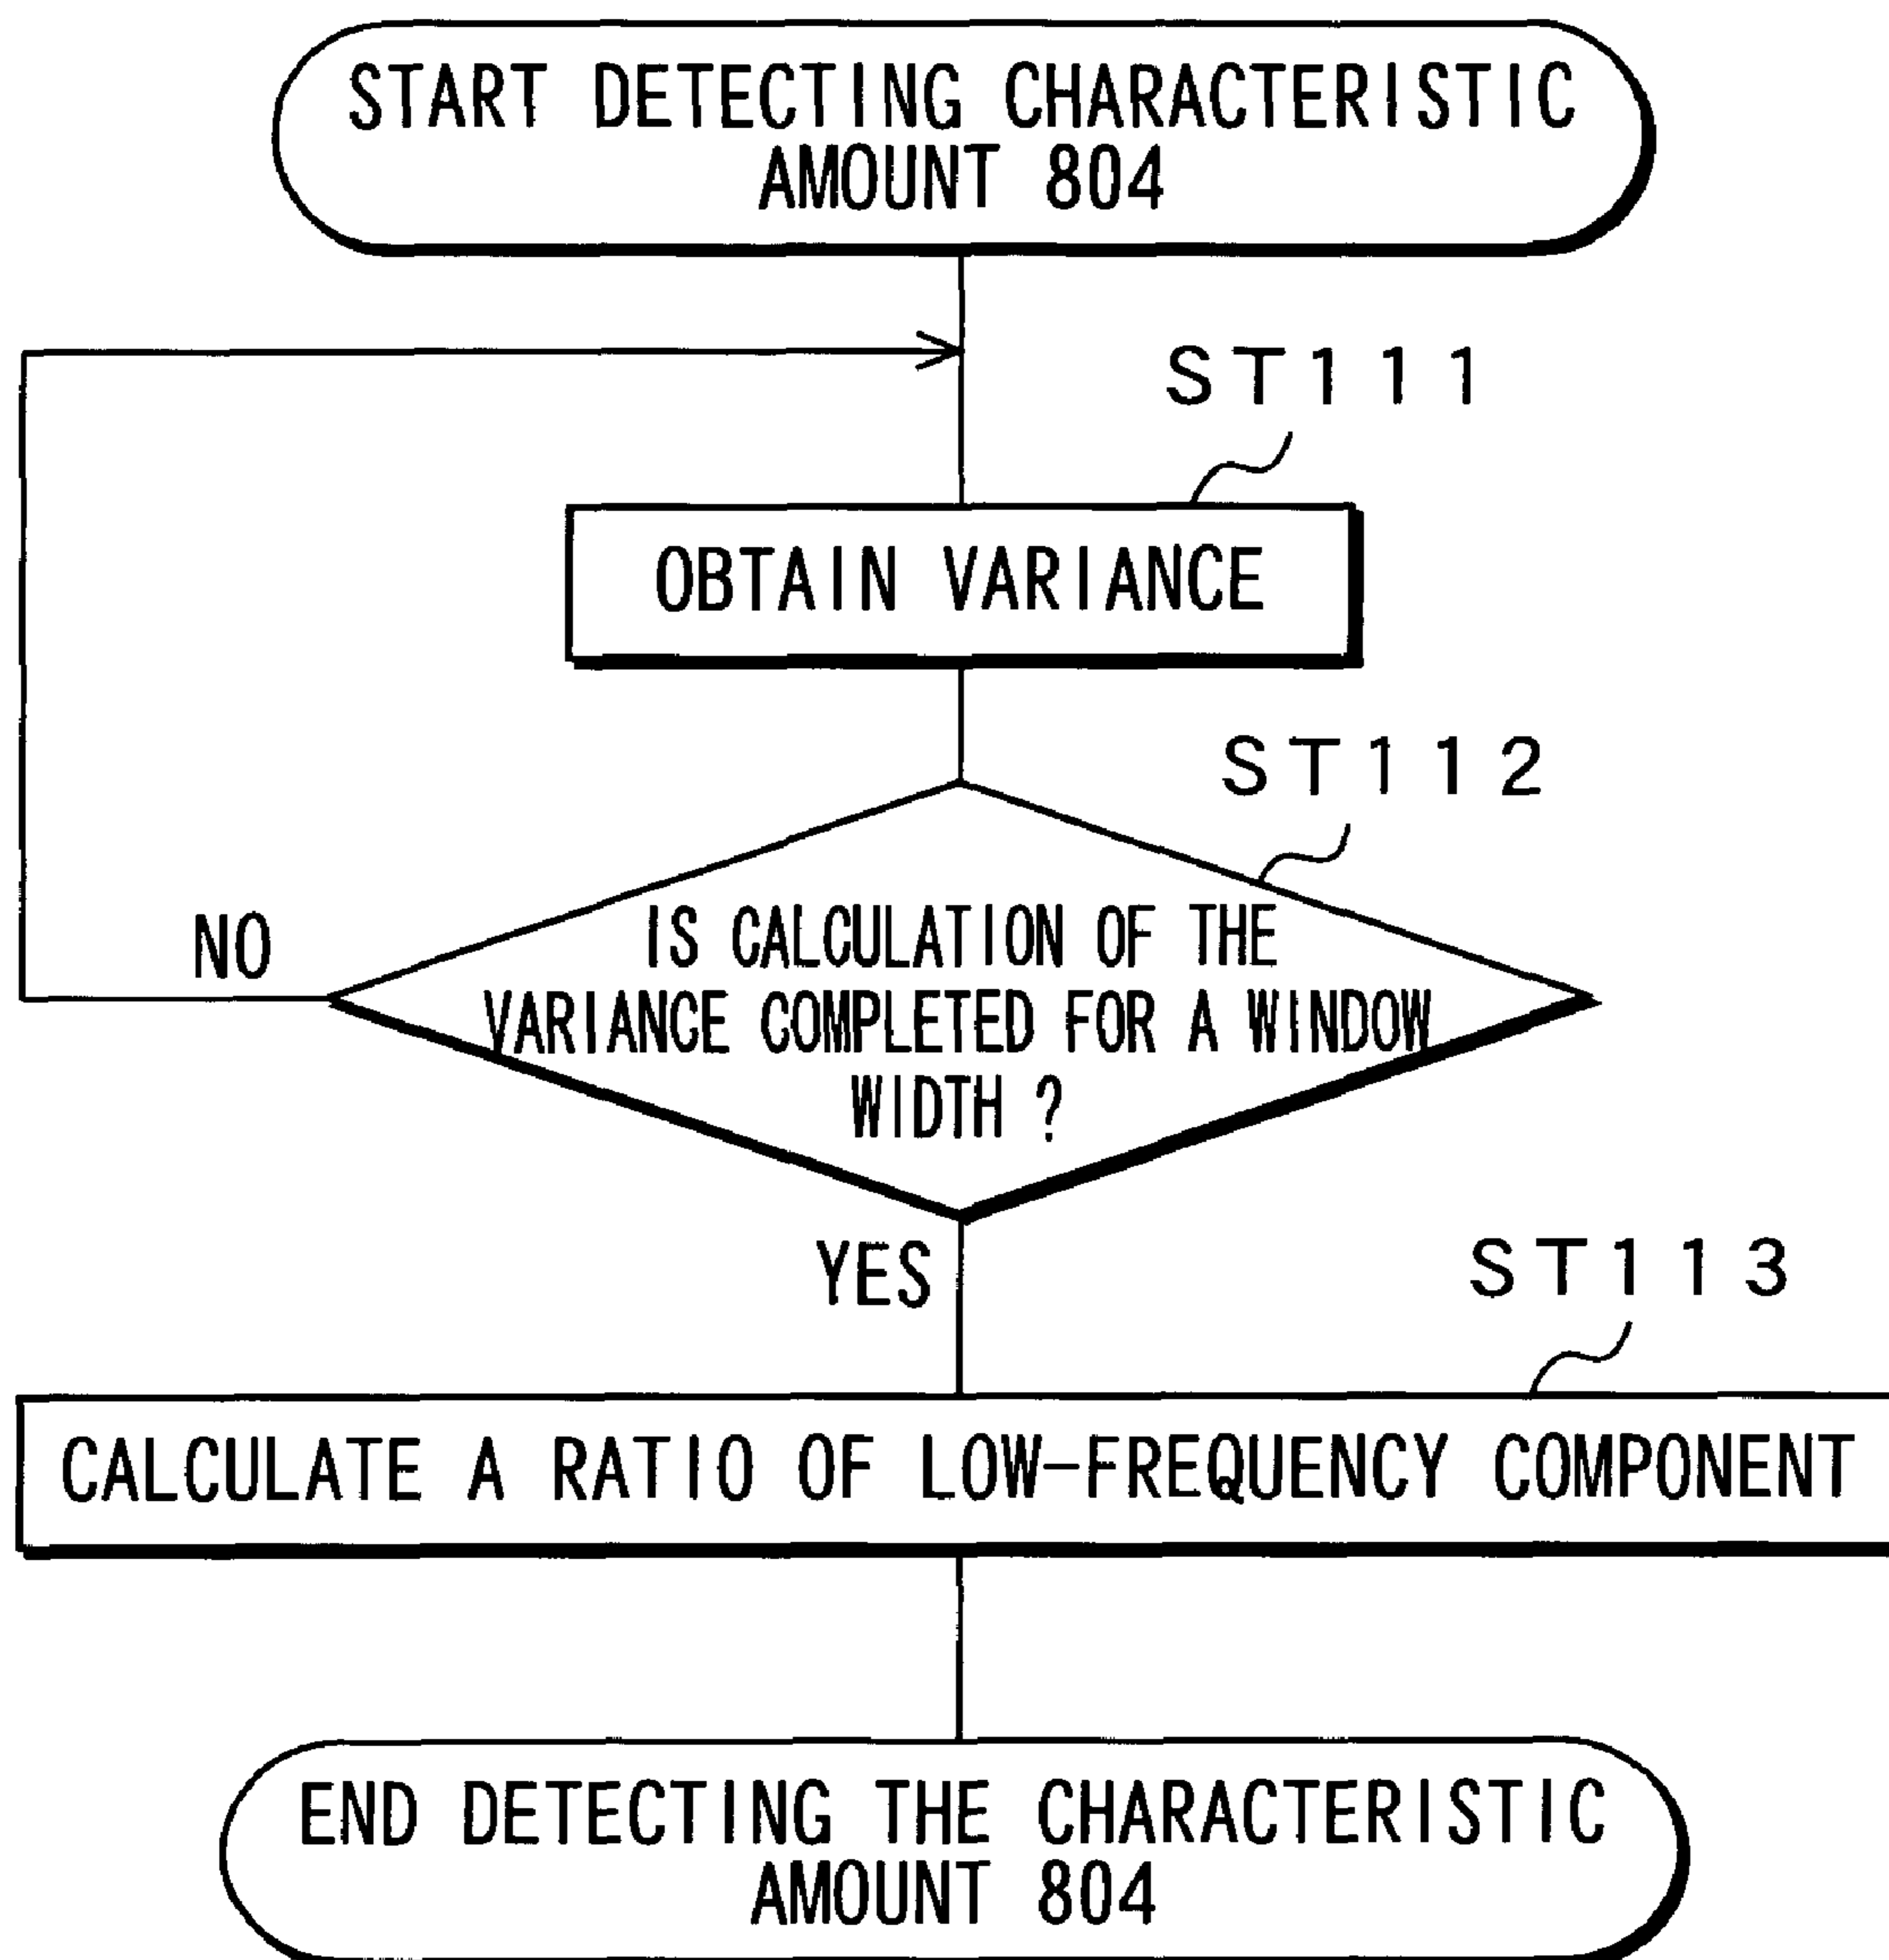 START DETECTING CHARACTERISTIC
AMOUNT 804
ST111
OBTAIN VARIANCE
ST112
IS CALCULATION OF THE
VARIANCE COMPLETED FOR A WINDOW
WIDTH ?
NO
YES
ST113
CALCULATE A RATIO OF LOW-FREQUENCY COMPONENT
END DETECTING THE CHARACTERISTIC
AMOUNT 804